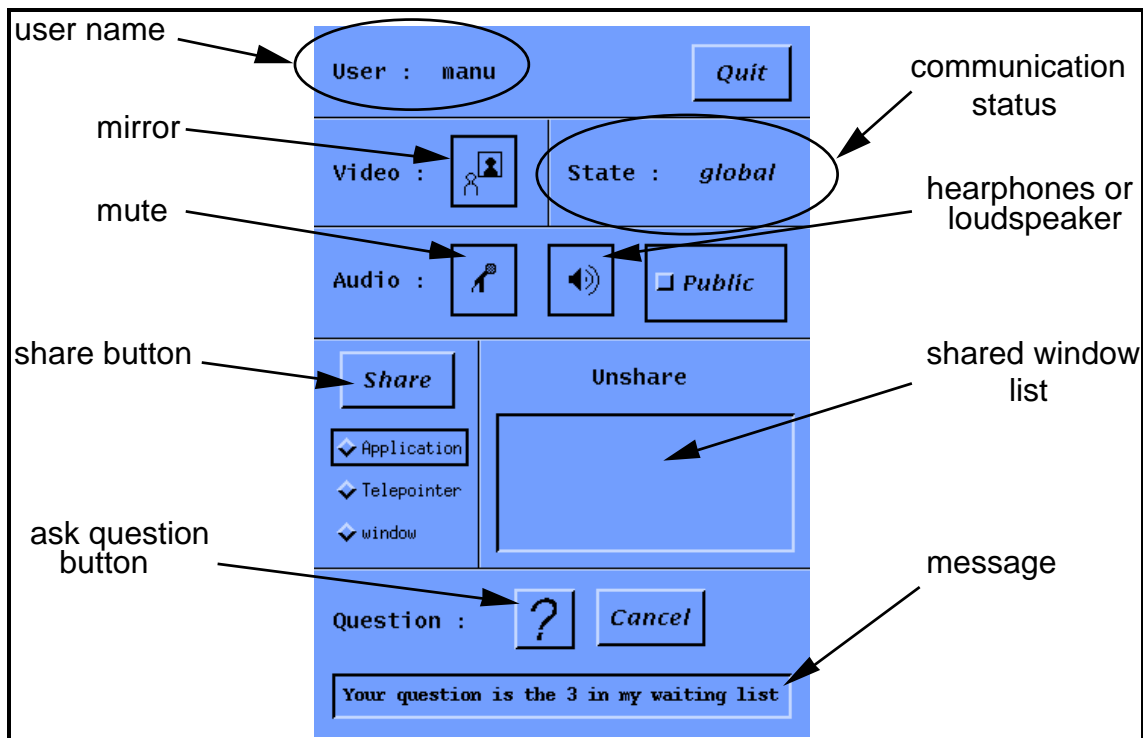 user name
User : manu
Quit
communication
status
mirror
Video :
State : global
mute
hearphones or
loudspeaker
Audio :
Public
share button
Share
Unshare
shared window
list
Application
Telepointer
window
ask question
button
message
Question :
?
Cancel
Your question is the 3 in my waiting list